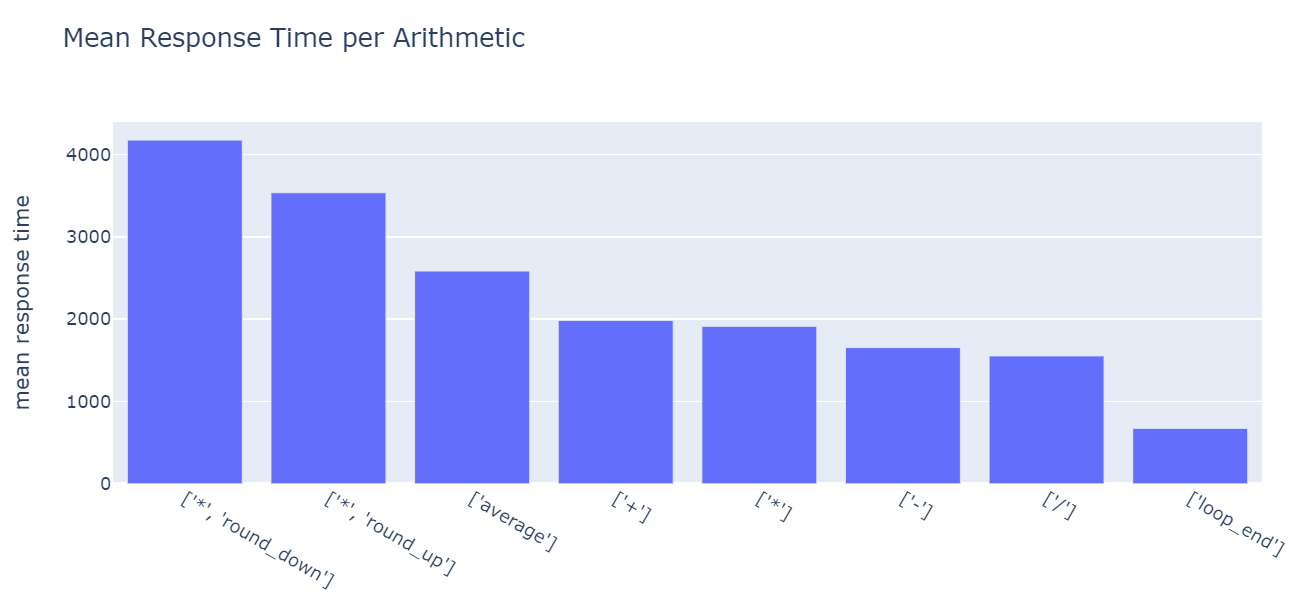 Mean Response Time per Arithmetic
mean response time
4000
3000
2000
1000
0
['*', 'round_down']
['*', 'round_up']
['average']
['+']
['*']
['-']
['/']
['loop_end']